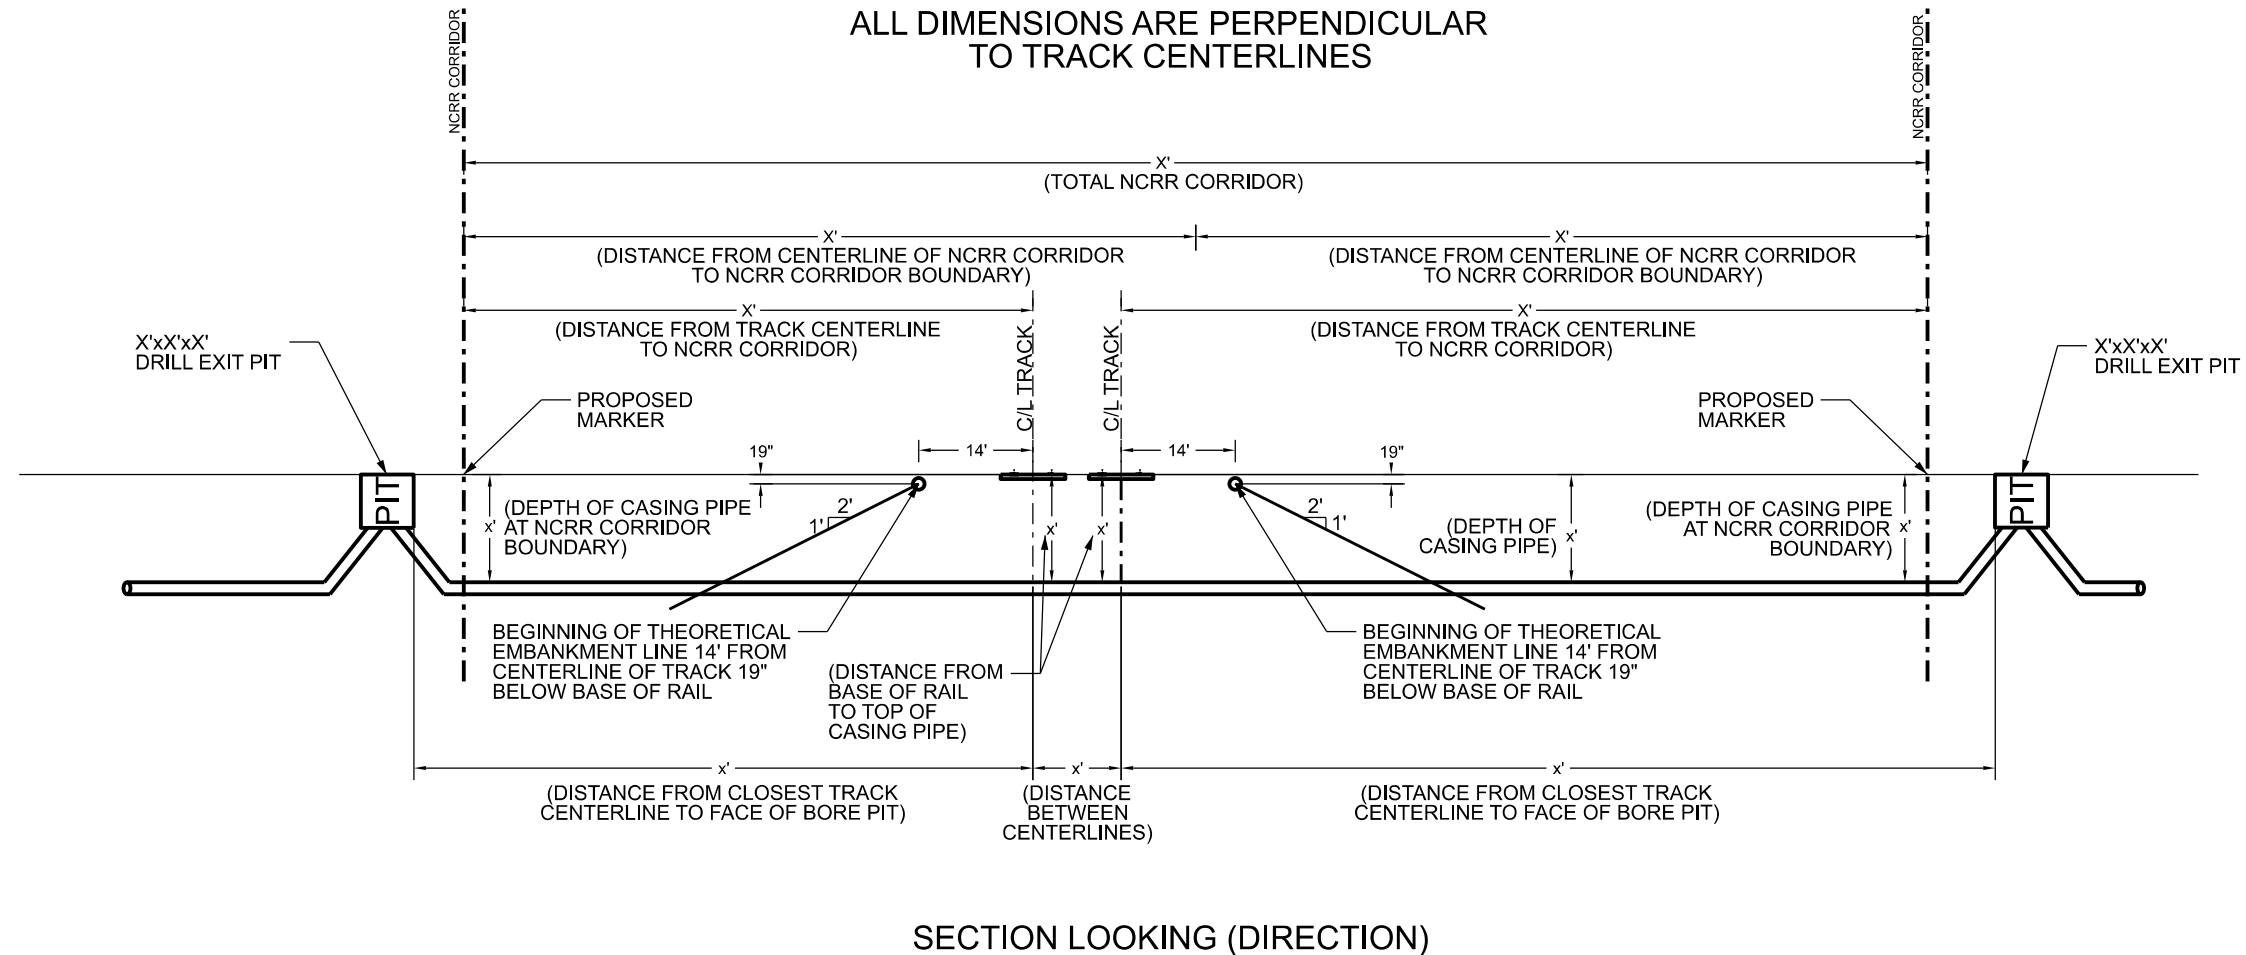 ALL DIMENSIONS ARE PERPENDICULAR
TO TRACK CENTERLINES
NCRR CORRIDOR
NCRR CORRIDOR
X'
(TOTAL NCRR CORRIDOR)
X'
(DISTANCE FROM CENTERLINE OF NCRR CORRIDOR
TO NCRR CORRIDOR BOUNDARY)
X'
(DISTANCE FROM CENTERLINE OF NCRR CORRIDOR
TO NCRR CORRIDOR BOUNDARY)
X'
(DISTANCE FROM TRACK CENTERLINE
TO NCRR CORRIDOR)
C/L TRACK
C/L TRACK
X'
(DISTANCE FROM TRACK CENTERLINE
TO NCRR CORRIDOR)
X'xX'xX'
DRILL EXIT PIT
X'xX'xX'
DRILL EXIT PIT
PROPOSED
MARKER
PROPOSED
MARKER
19"
14'
14'
19"
PIT
x'
(DEPTH OF CASING PIPE
AT NCRR CORRIDOR
BOUNDARY)
2'
1'
x'
x'
2'
1'
(DEPTH OF
CASING PIPE)
x'
(DEPTH OF CASING PIPE
AT NCRR CORRIDOR
BOUNDARY)
x'
PIT
BEGINNING OF THEORETICAL
EMBANKMENT LINE 14' FROM
CENTERLINE OF TRACK 19"
BELOW BASE OF RAIL
(DISTANCE FROM
BASE OF RAIL
TO TOP OF
CASING PIPE)
BEGINNING OF THEORETICAL
EMBANKMENT LINE 14' FROM
CENTERLINE OF TRACK 19"
BELOW BASE OF RAIL
x'
(DISTANCE FROM CLOSEST TRACK
CENTERLINE TO FACE OF BORE PIT)
x'
(DISTANCE
BETWEEN
CENTERLINES)
x'
(DISTANCE FROM CLOSEST TRACK
CENTERLINE TO FACE OF BORE PIT)
SECTION LOOKING (DIRECTION)